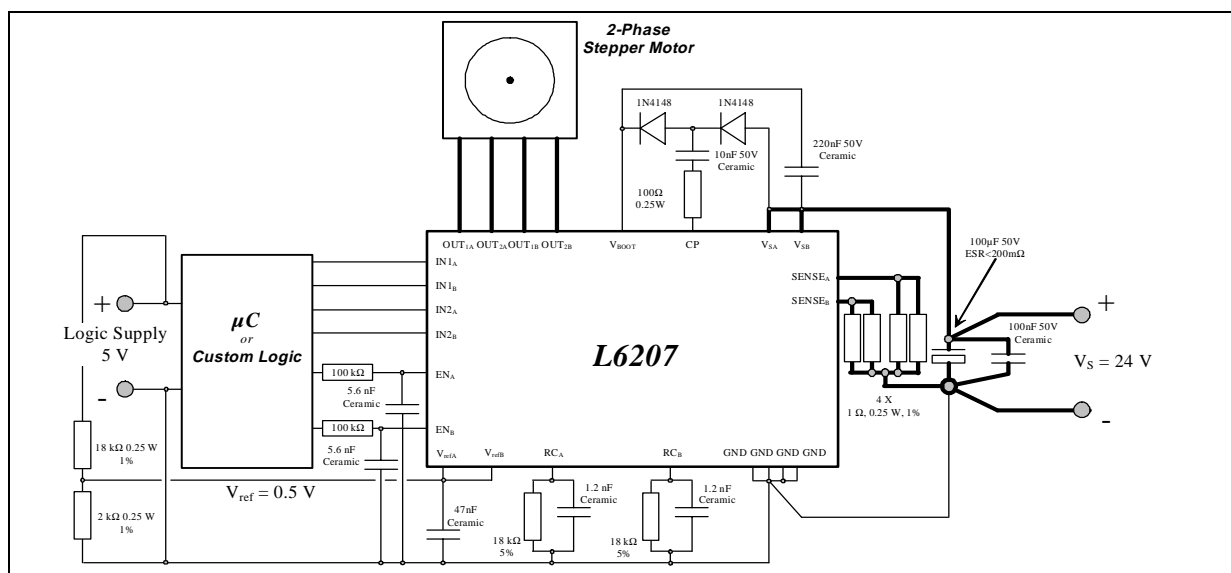 2-Phase
Stepper Motor
1N4148
1N4148
10nF 50V
Ceramic
220nF 50V
Ceramic
100Ω
0.25W
OUT1A OUT2A OUT1B OUT2B
VBOOT
CP
VSA
VSB
100µF 50V
ESR<200mΩ
IN1A
IN1B
IN2A
IN2B
SENSEA
SENSEB
+
Logic Supply
5 V
-
µC
or
Custom Logic
L6207
+
100nF 50V
Ceramic
VS = 24 V
-
100 kΩ
ENA
5.6 nF
Ceramic
4 X
1 Ω, 0.25 W, 1%
100 kΩ
ENB
5.6 nF
Ceramic
18 kΩ 0.25 W
1%
VrefA
VrefB
RCA
RCB
GND GND GND GND
Vref = 0.5 V
2 kΩ 0.25 W
1%
47nF
Ceramic
1.2 nF
Ceramic
18 kΩ
5%
1.2 nF
Ceramic
18 kΩ
5%